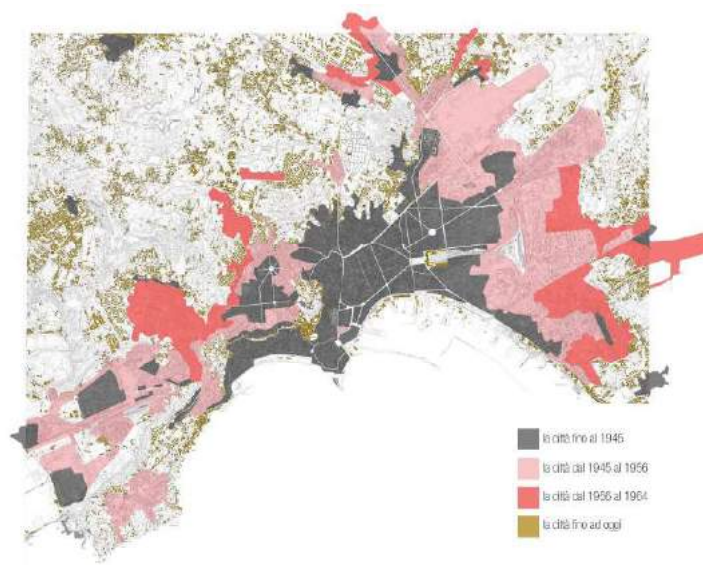 la città fino al 1945
la città dal 1945 al 1956
la città dal 1956 al 1964
la città fino ad oggi